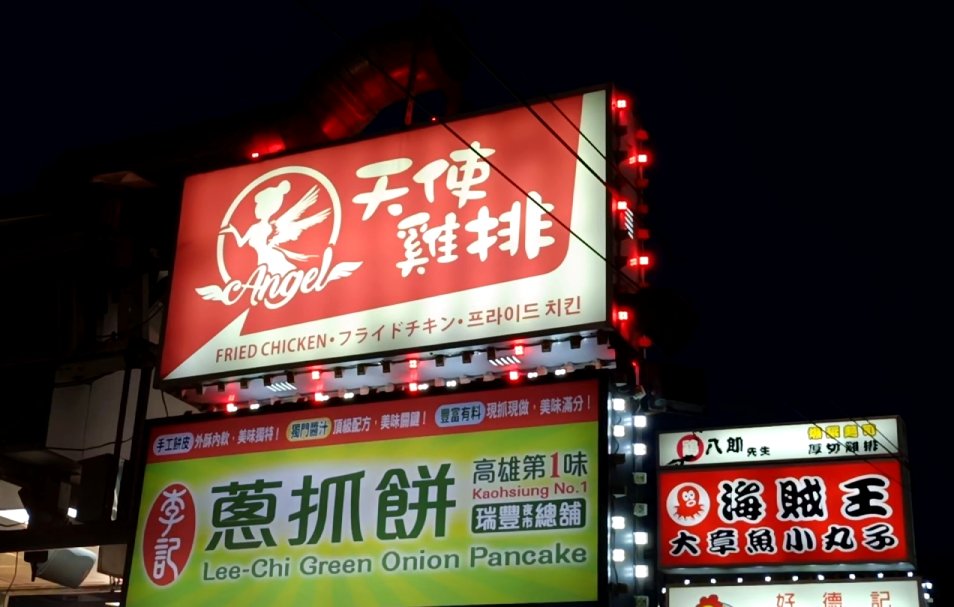 天使
雞排
Angel
FRIED CHICKEN・フライドチキン・프라이드 치킨
手工餅皮 外酥內軟，美味獨特！ 獨門醬汁 頂級配方，美味關鍵！ 豐富有料 現抓現做，美味滿分！
李記
蔥抓餅
高雄第1味
Kaohsiung No.1
瑞豐夜市總舖
Lee-Chi Green Onion Pancake
八郎先生
厚切雞排
海賊王
大章魚小丸子
好德記